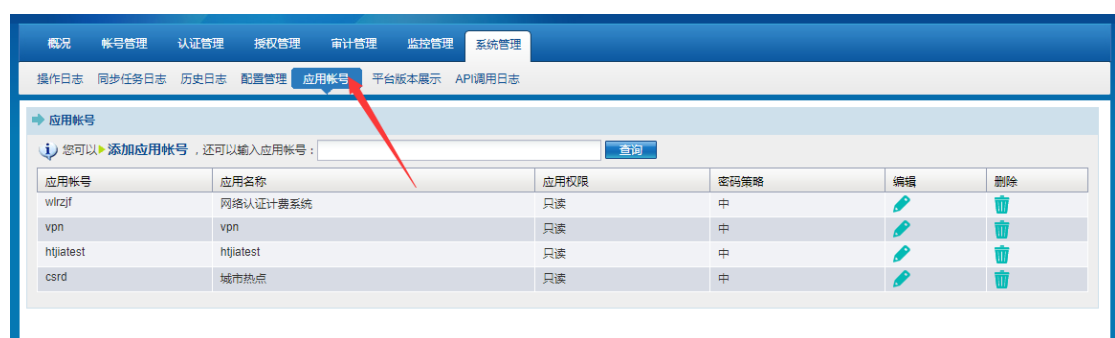 概况 帐号管理 认证管理 授权管理 审计管理 监控管理 系统管理
操作日志 同步任务日志 历史日志 配置管理 应用帐号 平台版本展示 API调用日志
应用帐号
您可以 添加应用帐号 ，还可以输入应用帐号： 查询
应用帐号 应用名称 应用权限 密码策略 编辑 删除
wlrzjf 网络认证计费系统 只读 中
vpn vpn 只读 中
htjiatest htjiatest 只读 中
csrd 城市热点 只读 中